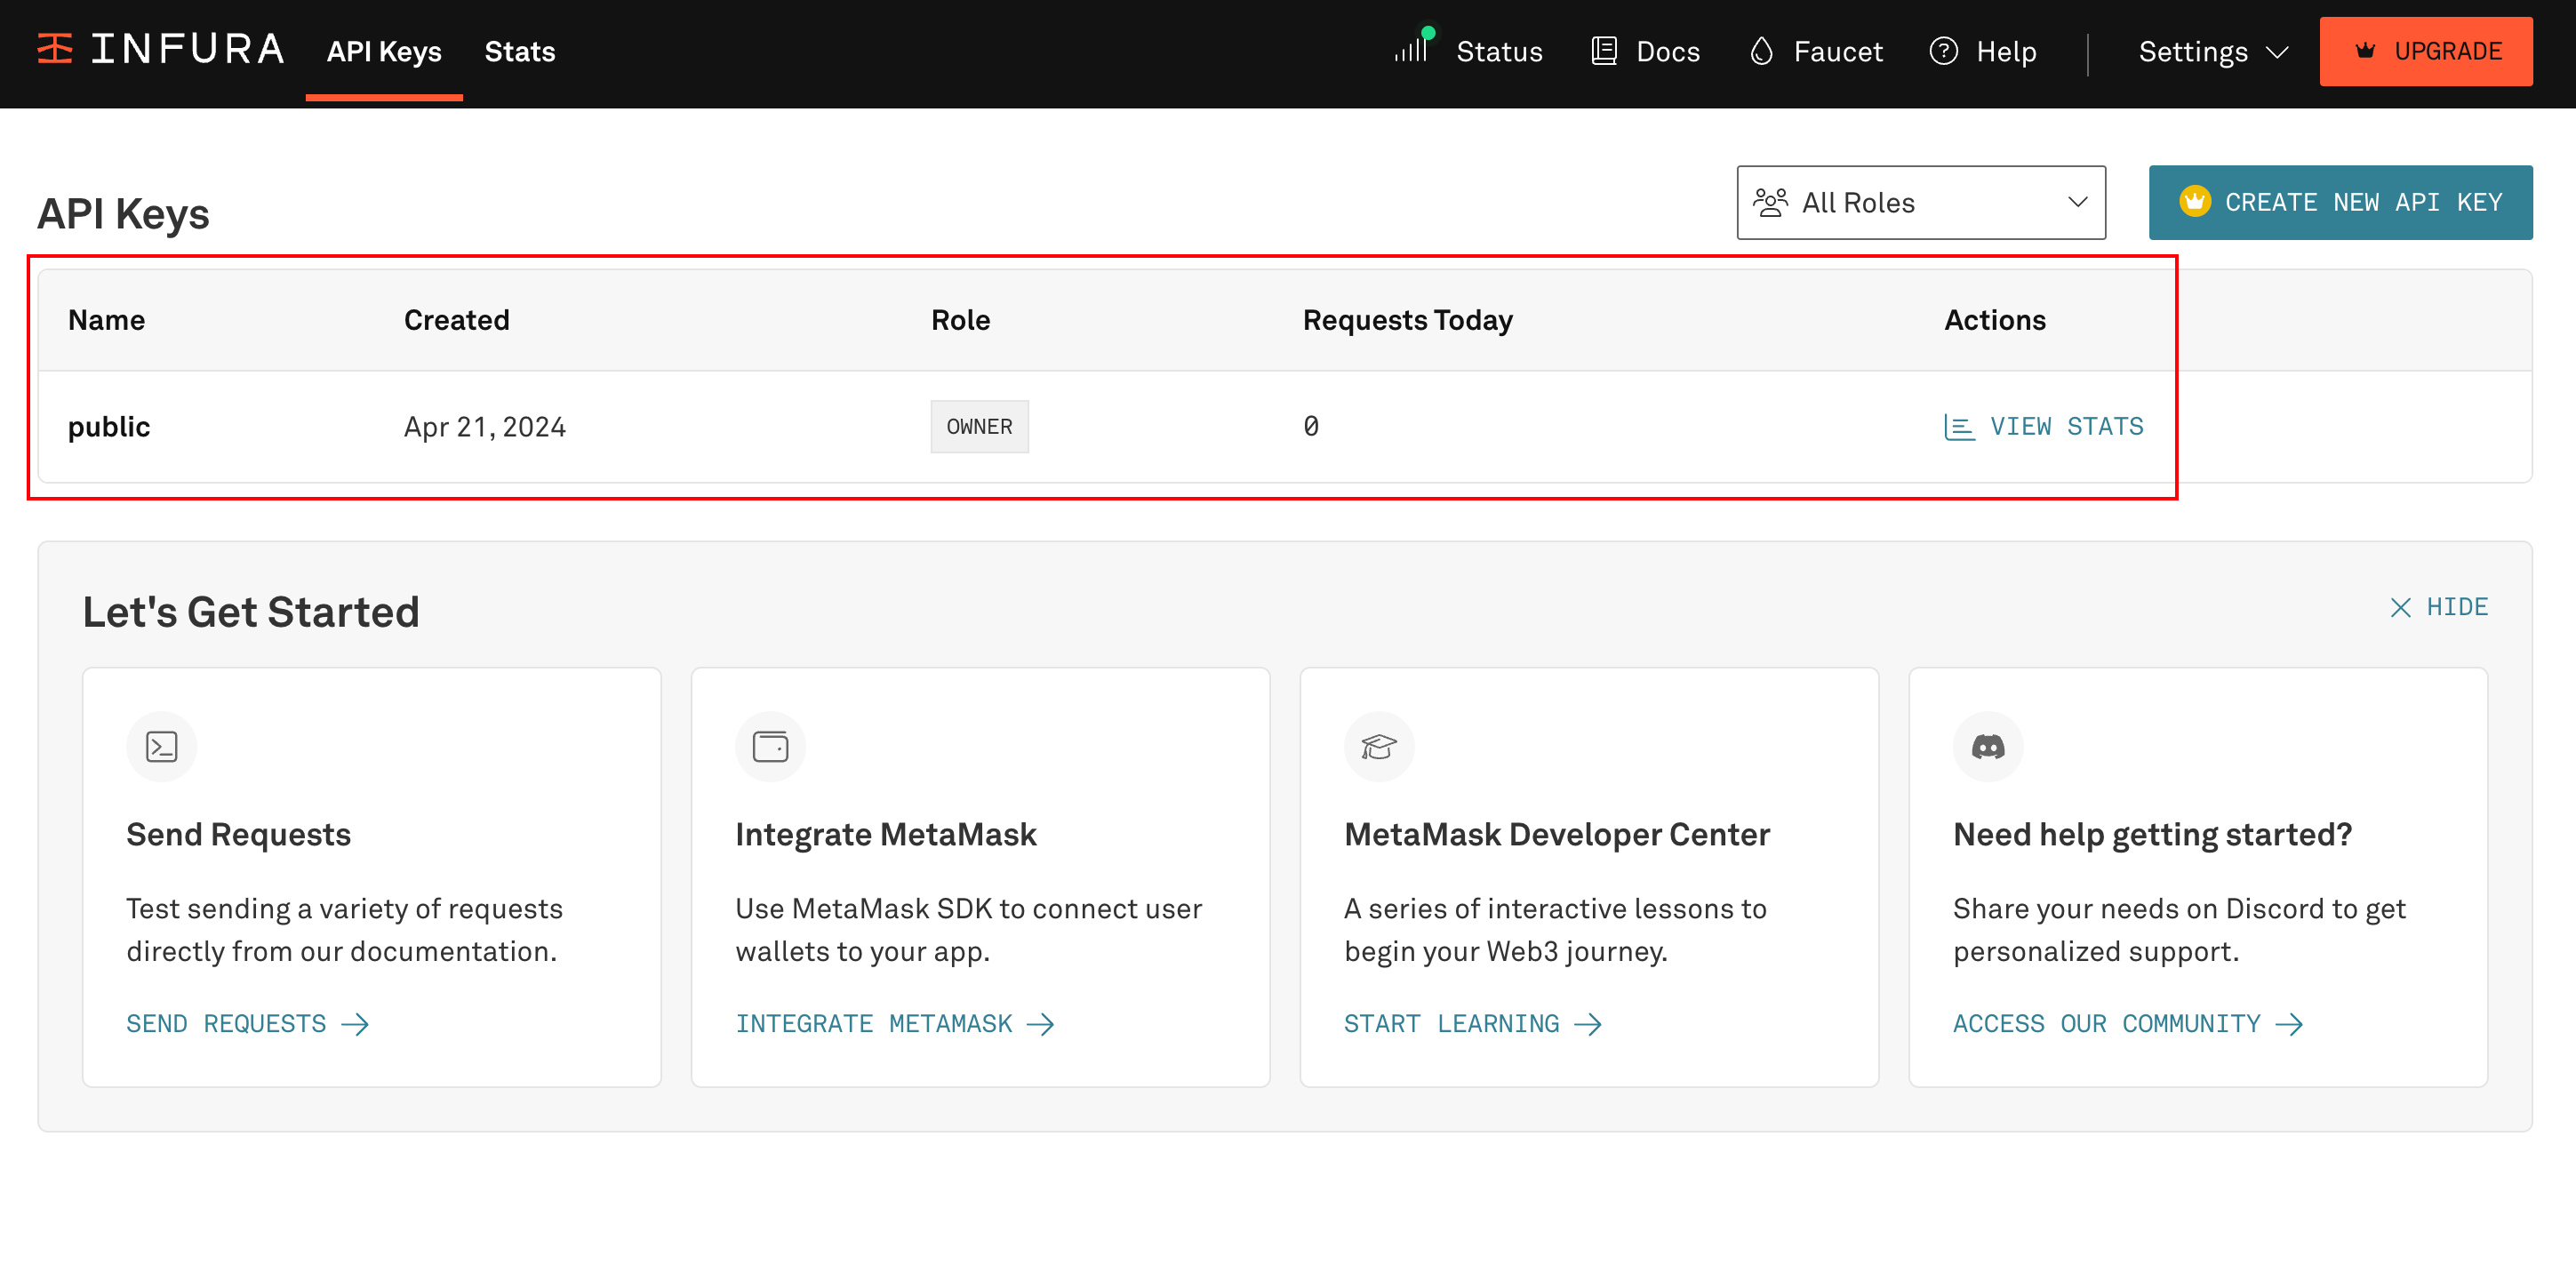 INFURA API Keys Stats Status Docs Faucet Help Settings UPGRADE
API Keys All Roles CREATE NEW API KEY
Name Created Role Requests Today Actions
public Apr 21, 2024 OWNER 0 VIEW STATS
Let's Get Started HIDE
Send Requests
Test sending a variety of requests
directly from our documentation.
SEND REQUESTS
Integrate MetaMask
Use MetaMask SDK to connect user
wallets to your app.
INTEGRATE METAMASK
MetaMask Developer Center
A series of interactive lessons to
begin your Web3 journey.
START LEARNING
Need help getting started?
Share your needs on Discord to get
personalized support.
ACCESS OUR COMMUNITY